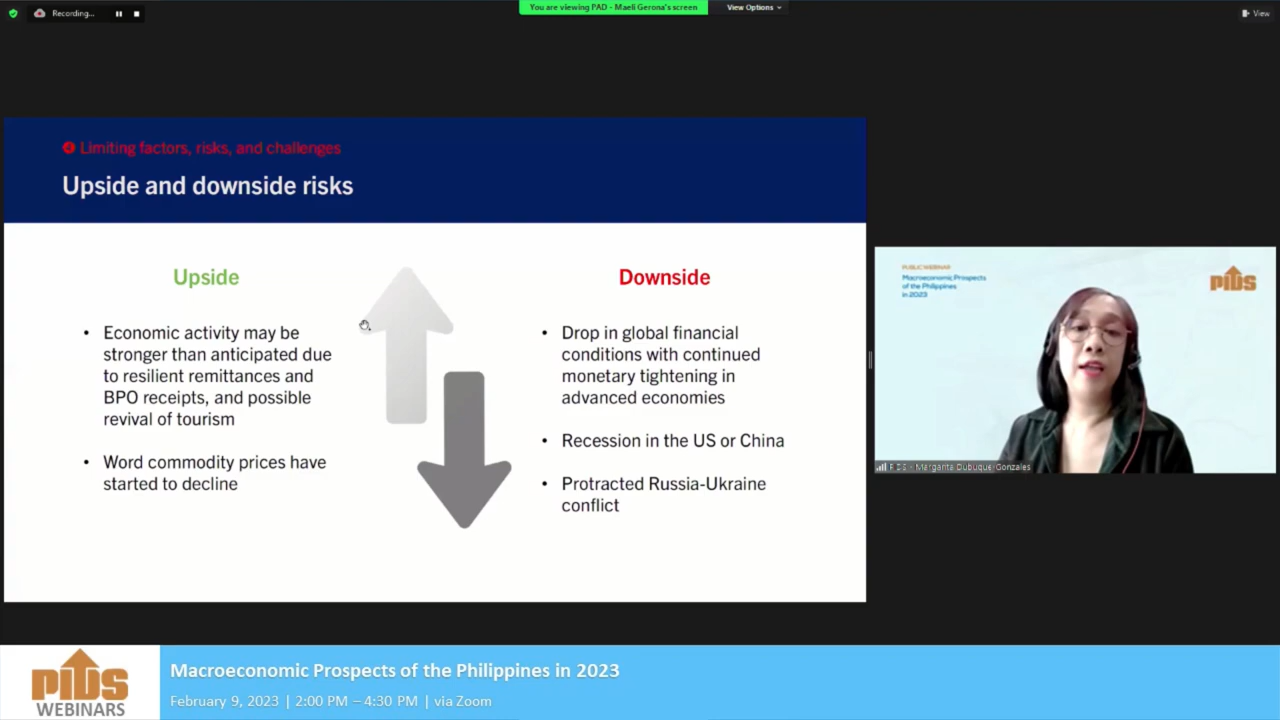 Recording...
You are viewing PAD - Maeli Gerona's screen
View Options
View
4 Limiting factors, risks, and challenges
Upside and downside risks
Upside
• Economic activity may be
stronger than anticipated due
to resilient remittances and
BPO receipts, and possible
revival of tourism
• Word commodity prices have
started to decline
Downside
• Drop in global financial
conditions with continued
monetary tightening in
advanced economies
• Recession in the US or China
• Protracted Russia-Ukraine
conflict
PUBLIC WEBINAR
Macroeconomic Prospects
of the Philippines
in 2023
PIDS
PIDS - Margarita Dubuque-Gonzales
PIDS
WEBINARS
Macroeconomic Prospects of the Philippines in 2023
February 9, 2023 | 2:00 PM – 4:30 PM | via Zoom